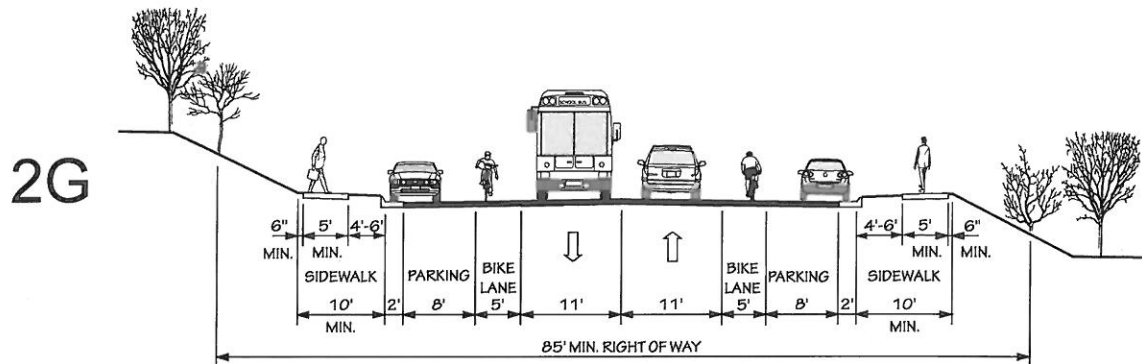 SCHOOL BUS
2G
6" 5' 4'-6' 4'-6' 5' 6"
MIN. MIN. MIN. MIN.
SIDEWALK PARKING BIKE LANE BIKE LANE PARKING SIDEWALK
10' 2' 8' 5' 11' 11' 5' 8' 2' 10'
MIN. MIN.
85' MIN. RIGHT OF WAY